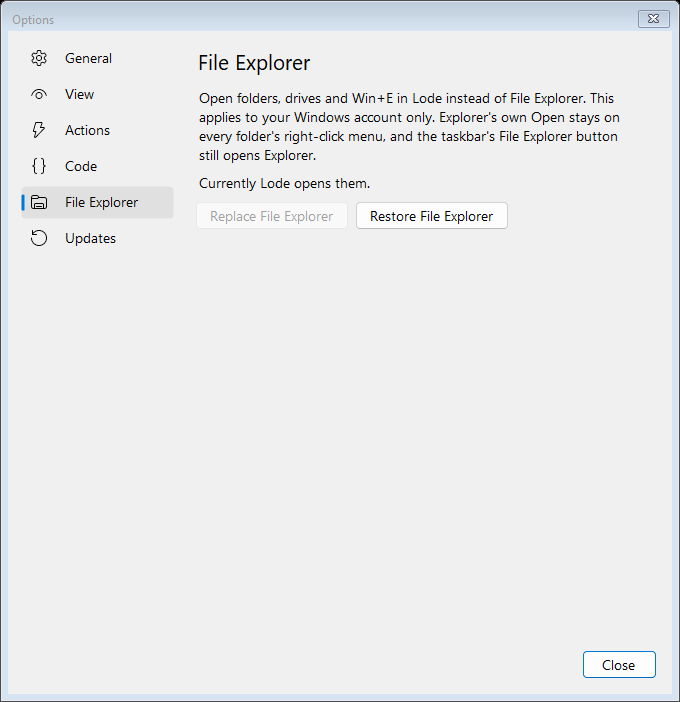 Options
General
View
Actions
Code
File Explorer
Updates
File Explorer
Open folders, drives and Win+E in Lode instead of File Explorer. This
applies to your Windows account only. Explorer's own Open stays on
every folder's right-click menu, and the taskbar's File Explorer button
still opens Explorer.
Currently Lode opens them.
Replace File Explorer
Restore File Explorer
Close